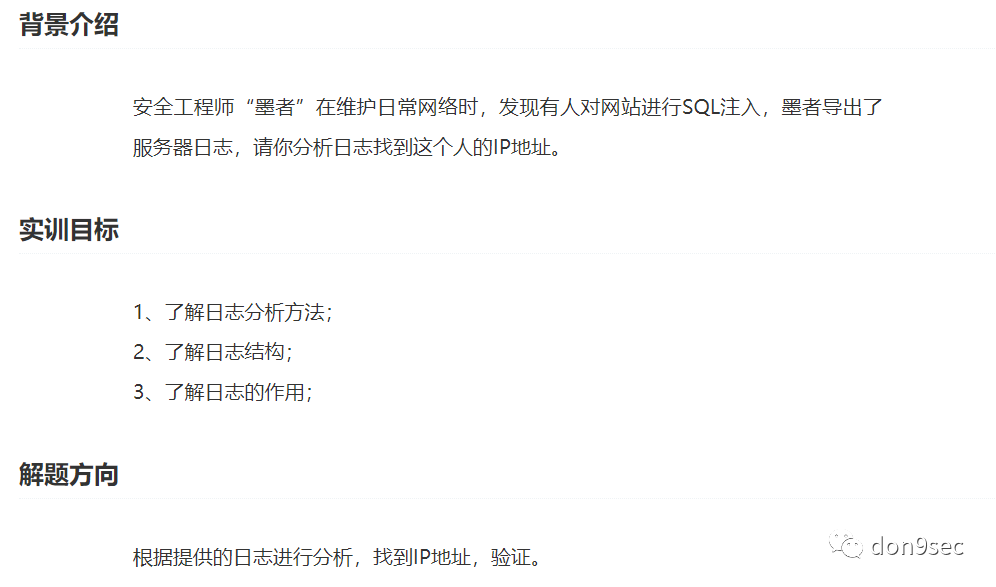 背景介绍
安全工程师“墨者”在维护日常网络时，发现有人对网站进行SQL注入，墨者导出了
服务器日志，请你分析日志找到这个人的IP地址。
实训目标
1、了解日志分析方法；
2、了解日志结构；
3、了解日志的作用；
解题方向
根据提供的日志进行分析，找到IP地址，验证。
don9sec